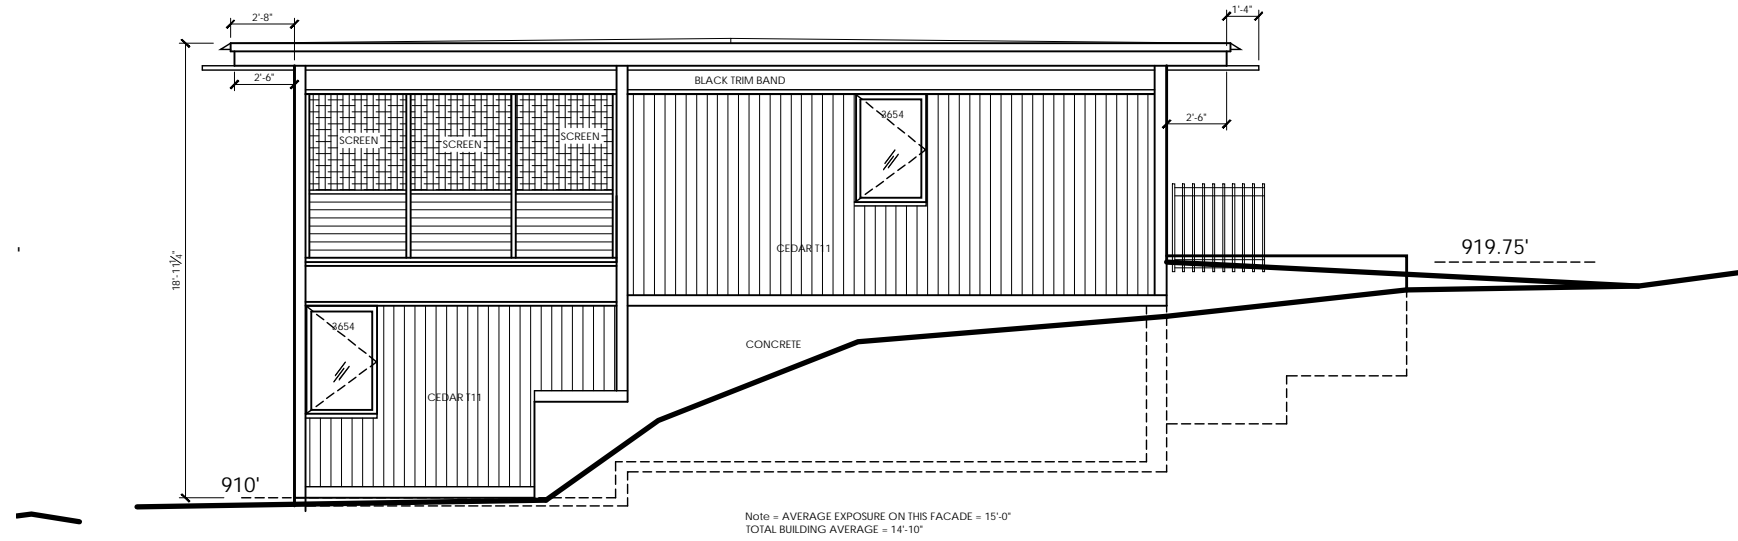 2'-8"
1'-4"
2'-6"
BLACK TRIM BAND
3654
2'-6"
SCREEN
SCREEN
SCREEN
CEDAR T11
919.75'
18'-11¼"
3654
CONCRETE
CEDAR T11
910'
Note = AVERAGE EXPOSURE ON THIS FACADE = 15'-0"
TOTAL BUILDING AVERAGE = 14'-10"